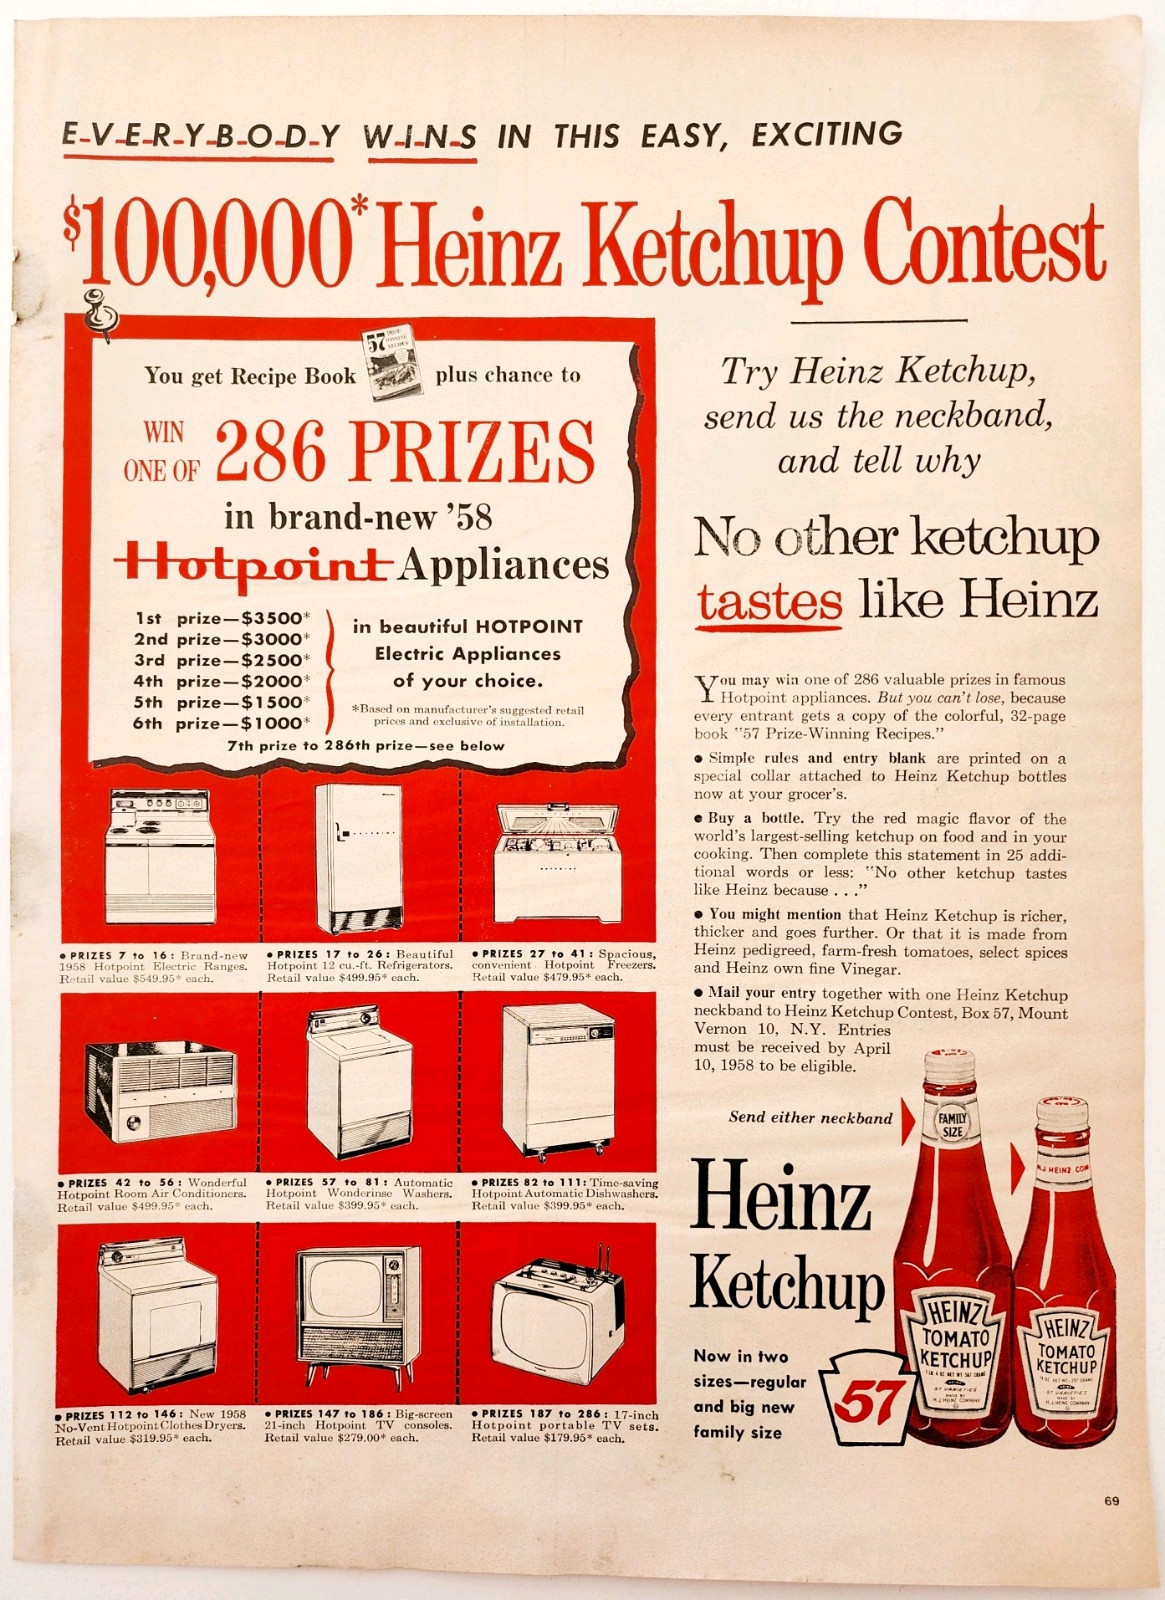 E-V-E-R-Y-B-O-D-Y W-I-N-S IN THIS EASY, EXCITING
$100,000* Heinz Ketchup Contest
57 PRIZE-
WINNING
RECIPES
You get Recipe Book plus chance to
WIN
ONE OF 286 PRIZES
in brand-new '58
Hotpoint Appliances
1st prize—$3500*
2nd prize—$3000*
3rd prize—$2500*
4th prize—$2000*
5th prize—$1500*
6th prize—$1000*
in beautiful HOTPOINT
Electric Appliances
of your choice.
*Based on manufacturer's suggested retail
prices and exclusive of installation.
7th prize to 286th prize—see below
● PRIZES 7 to 16: Brand-new
1958 Hotpoint Electric Ranges.
Retail value $549.95* each.
● PRIZES 17 to 26: Beautiful
Hotpoint 12 cu.-ft. Refrigerators.
Retail value $499.95* each.
● PRIZES 27 to 41: Spacious,
convenient Hotpoint Freezers.
Retail value $479.95* each.
● PRIZES 42 to 56: Wonderful
Hotpoint Room Air Conditioners.
Retail value $499.95* each.
● PRIZES 57 to 81: Automatic
Hotpoint Wonderinse Washers.
Retail value $399.95* each.
● PRIZES 82 to 111: Time-saving
Hotpoint Automatic Dishwashers.
Retail value $399.95* each.
● PRIZES 112 to 146: New 1958
No-Vent Hotpoint Clothes Dryers.
Retail value $319.95* each.
● PRIZES 147 to 186: Big-screen
21-inch Hotpoint TV consoles.
Retail value $279.00* each.
● PRIZES 187 to 286: 17-inch
Hotpoint portable TV sets.
Retail value $179.95* each.
Try Heinz Ketchup,
send us the neckband,
and tell why
No other ketchup
tastes like Heinz
You may win one of 286 valuable prizes in famous
Hotpoint appliances. But you can't lose, because
every entrant gets a copy of the colorful, 32-page
book "57 Prize-Winning Recipes."
● Simple rules and entry blank are printed on a
special collar attached to Heinz Ketchup bottles
now at your grocer's.
● Buy a bottle. Try the red magic flavor of the
world's largest-selling ketchup on food and in your
cooking. Then complete this statement in 25 addi-
tional words or less: "No other ketchup tastes
like Heinz because . . ."
● You might mention that Heinz Ketchup is richer,
thicker and goes further. Or that it is made from
Heinz pedigreed, farm-fresh tomatoes, select spices
and Heinz own fine Vinegar.
● Mail your entry together with one Heinz Ketchup
neckband to Heinz Ketchup Contest, Box 57, Mount
Vernon 10, N.Y. Entries
must be received by April
10, 1958 to be eligible.
Send either neckband
FAMILY
SIZE
H.J. HEINZ COM
Heinz
Ketchup
Now in two
sizes—regular
and big new
family size
57
HEINZ
TOMATO
KETCHUP
57 VARIETIES
MADE BY
H.J. HEINZ COMPANY
HEINZ
TOMATO
KETCHUP
57 VARIETIES
MADE BY
H.J. HEINZ COMPANY
69